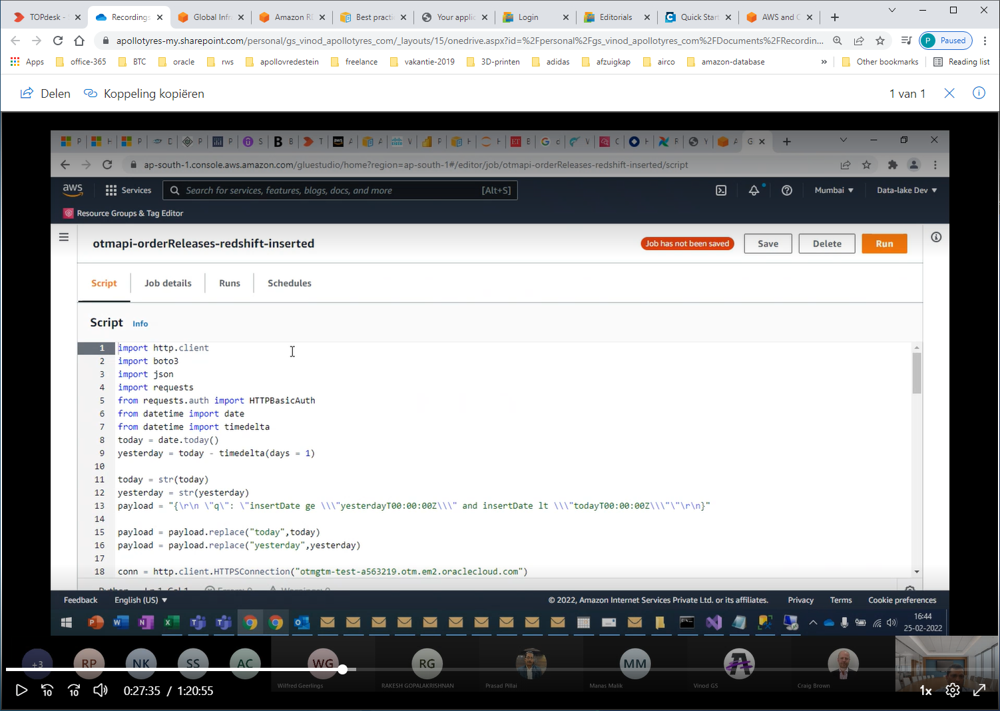 TOPdesk - Recordings Global Infra Amazon RD Best practi Your applic Login Editorials Quick Start AWS and C
apollotyres-my.sharepoint.com/personal/gs_vinod_apollotyres_com/_layouts/15/onedrive.aspx?id=%2Fpersonal%2Fgs_vinod_apollotyres_com%2FDocuments%2FRecordin... P Paused
Apps office-365 BTC oracle rws apollovredestein freelance vakantie-2019 3D-printen adidas afzuigkap airco amazon-database » Other bookmarks Reading list
Delen Koppeling kopiëren 1 van 1
ap-south-1.console.aws.amazon.com/gluestudio/home?region=ap-south-1#/editor/job/otmapi-orderReleases-redshift-inserted/script
aws Services Search for services, features, blogs, docs, and more [Alt+S] Mumbai ▼ Data-lake Dev ▼
Resource Groups & Tag Editor
otmapi-orderReleases-redshift-inserted Job has not been saved Save Delete Run
Script Job details Runs Schedules
Script Info
1 import http.client
2 import boto3
3 import json
4 import requests
5 from requests.auth import HTTPBasicAuth
6 from datetime import date
7 from datetime import timedelta
8 today = date.today()
9 yesterday = today - timedelta(days = 1)
10
11 today = str(today)
12 yesterday = str(yesterday)
13 payload = "{\r\n \"q\": \"insertDate ge \\\"yesterdayT00:00:00Z\\\" and insertDate lt \\\"todayT00:00:00Z\\\"\"\r\n}"
14
15 payload = payload.replace("today",today)
16 payload = payload.replace("yesterday",yesterday)
17
18 conn = http.client.HTTPSConnection("otmgtm-test-a563219.otm.em2.oraclecloud.com")
Feedback English (US) ▼ © 2022, Amazon Internet Services Private Ltd. or its affiliates. Privacy Terms Cookie preferences
16:44
25-02-2022
+3 RP NK SS AC WG RG MM
Wilfred Geerlings RAKESH GOPALAKRISHNAN Prasad Pillai Manas Malik Vinod GS Craig Brown
10 10 0:27:35 / 1:20:55 1x